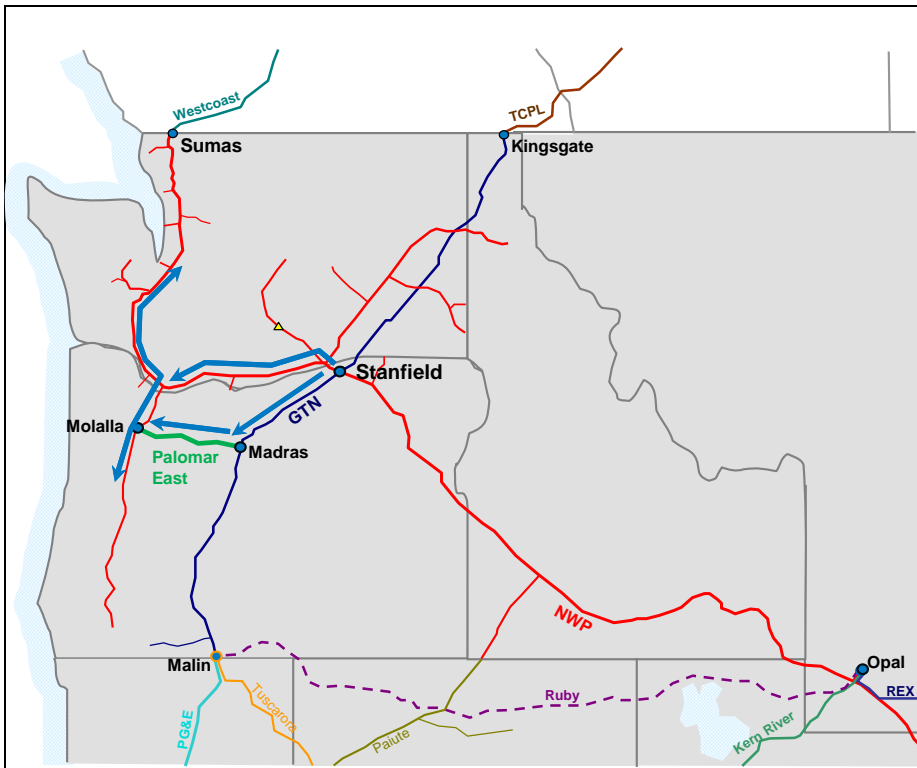 Westcoast
TCPL
Sumas
Kingsgate
Stanfield
GTN
Molalla
Madras
Palomar
East
NWP
Malin
Opal
Ruby
REX
Tuscarora
PG&E
Paiute
Kern River